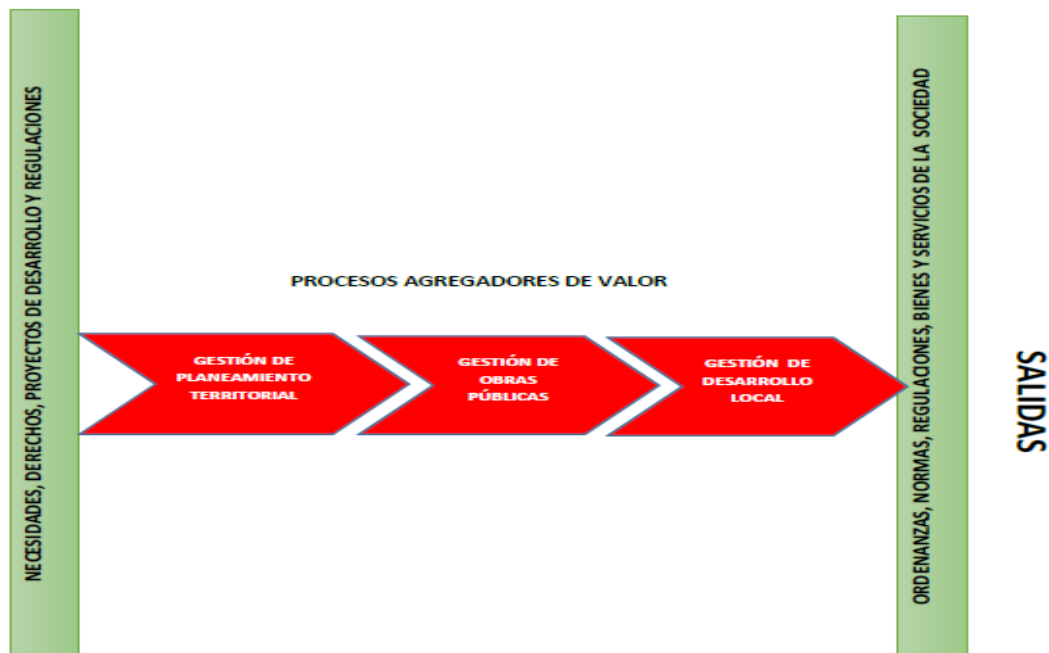 NECESIDADES, DERECHOS, PROYECTOS DE DESARROLLO Y REGULACIONES
PROCESOS AGREGADORES DE VALOR
GESTIÓN DE
PLANEAMIENTO
TERRITORIAL
GESTIÓN DE
OBRAS
PÚBLICAS
GESTIÓN DE
DESARROLLO
LOCAL
ORDENANZAS, NORMAS, REGULACIONES, BIENES Y SERVICIOS DE LA SOCIEDAD
SALIDAS